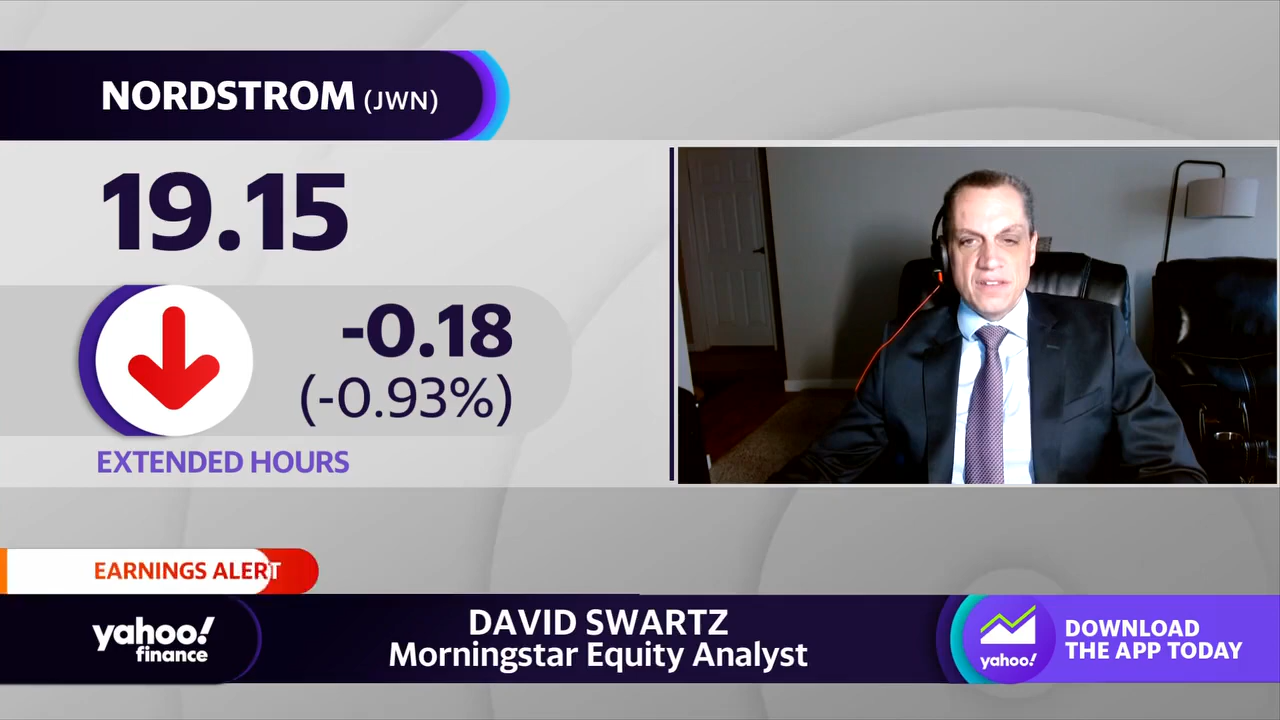 NORDSTROM (JWN)
19.15
-0.18
(-0.93%)
EXTENDED HOURS
EARNINGS ALERT
yahoo!
finance
DAVID SWARTZ
Morningstar Equity Analyst
yahoo!
DOWNLOAD
THE APP TODAY